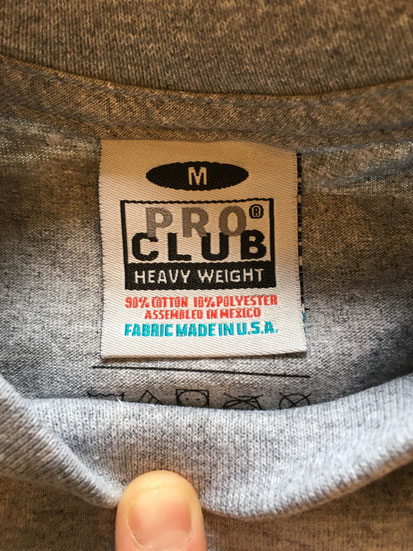 M
PRO®
CLUB
HEAVY WEIGHT
90% COTTON 10% POLYESTER
ASSEMBLED IN MEXICO
FABRIC MADE IN U.S.A.